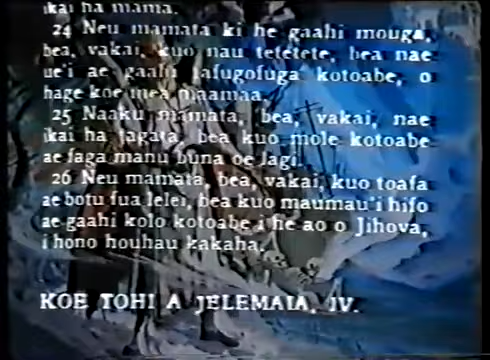 ikai ha mama.
24 Neu mamata ki he gaahi mouga,
bea, vakai, kuo nau tetetete, bea nae
ue'i ae gaahi fafugofuga kotoabe, o
hage koe mea maamaa.
25 Naaku mamata, bea, vakai, nae
ikai ha tagata, bea kuo mole kotoabe
ae faga manu buna oe lagi.
26 Neu mamata, bea, vakai, kuo toafa
ae botu fua lelei, bea kuo maumau'i hifo
ae gaahi kolo kotoabe i he ao o Jihova,
i hono houhau kakaha.
KOE TOHI A JELEMAIA, IV.